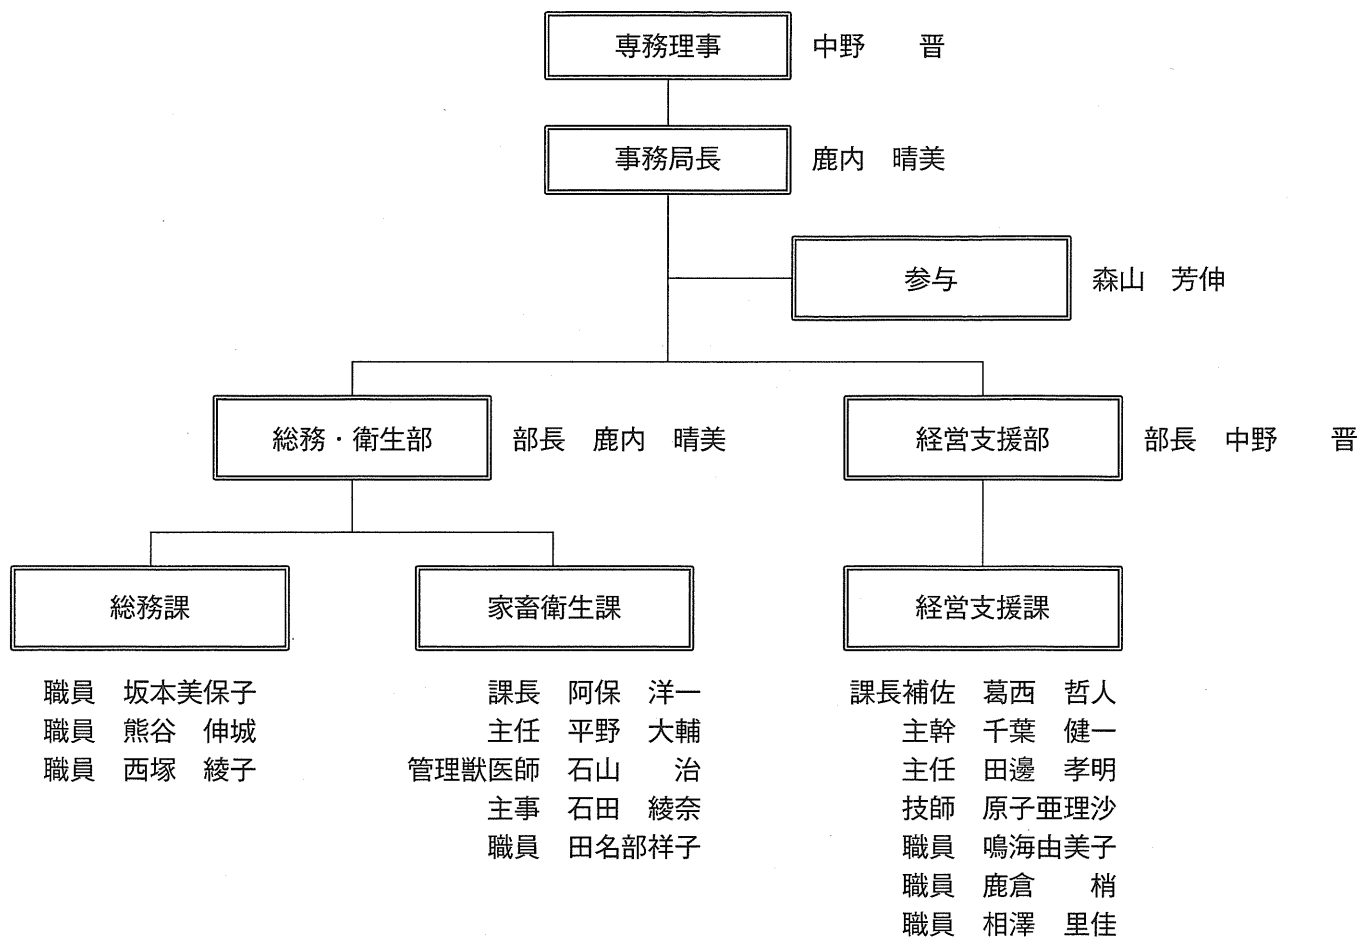 専務理事　中野　　晋
事務局長　鹿内　晴美
参与　森山　芳伸
総務・衛生部　部長　鹿内　晴美
経営支援部　部長　中野　　晋
総務課
職員　坂本美保子
職員　熊谷　伸城
職員　西塚　綾子
家畜衛生課
課長　阿保　洋一
主任　平野　大輔
管理獣医師　石山　　治
主事　石田　綾奈
職員　田名部祥子
経営支援課
課長補佐　葛西　哲人
主幹　千葉　健一
主任　田邊　孝明
技師　原子亜理沙
職員　鳴海由美子
職員　鹿倉　　梢
職員　相澤　里佳